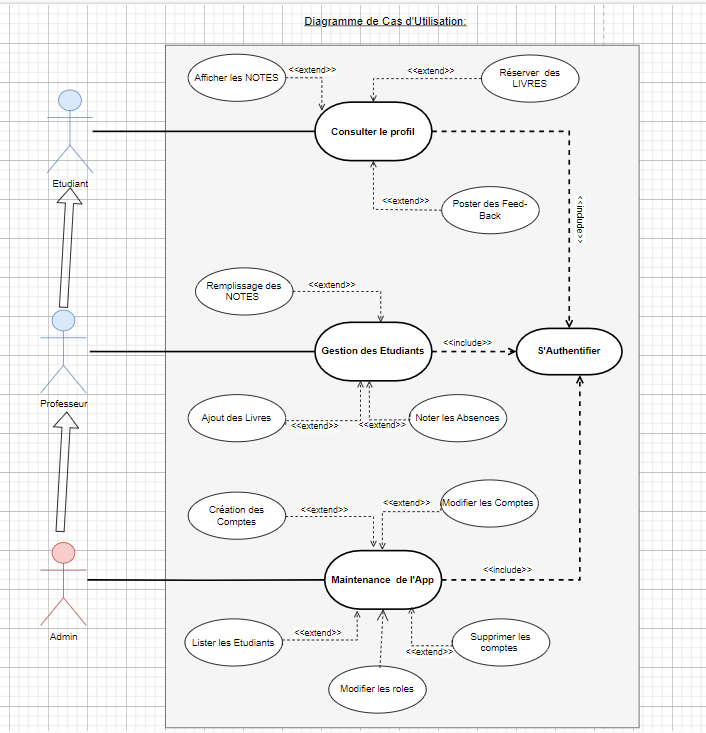 Diagramme de Cas d'Utilisation:
Afficher les NOTES
<<extend>>
<<extend>>
Réserver des
LIVRES
Consulter le profil
Etudiant
<<extend>>
Poster des Feed-
Back
<<include>>
Remplissage des
NOTES
<<extend>>
Gestion des Etudiants
<<include>>
S'Authentifier
Professeur
Ajout des Livres
<<extend>>
<<extend>>
Noter les Absences
Création des
Comptes
<<extend>>
<<extend>>
Modifier les Comptes
Maintenance de l'App
<<include>>
Admin
Lister les Etudiants
<<extend>>
<<extend>>
Supprimer les
comptes
Modifier les roles